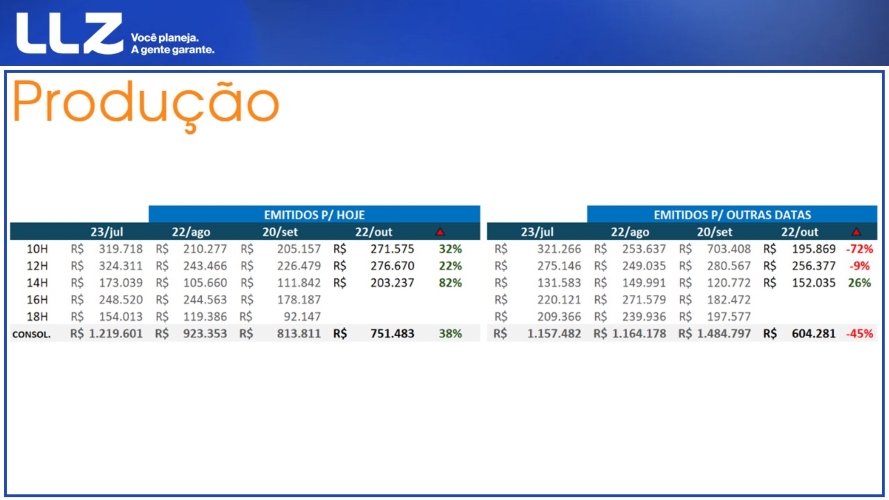 LLZ Você planeja.
A gente garante.
Produção
EMITIDOS P/ HOJE EMITIDOS P/ OUTRAS DATAS
23/jul 22/ago 20/set 22/out 23/jul 22/ago 20/set 22/out
10H R$ 319.718 R$ 210.277 R$ 205.157 R$ 271.575 32% R$ 321.266 R$ 253.637 R$ 703.408 R$ 195.869 -72%
12H R$ 324.311 R$ 243.466 R$ 226.479 R$ 276.670 22% R$ 275.146 R$ 249.035 R$ 280.567 R$ 256.377 -9%
14H R$ 173.039 R$ 105.660 R$ 111.842 R$ 203.237 82% R$ 131.583 R$ 149.991 R$ 120.772 R$ 152.035 26%
16H R$ 248.520 R$ 244.563 R$ 178.187 R$ 220.121 R$ 271.579 R$ 182.472
18H R$ 154.013 R$ 119.386 R$ 92.147 R$ 209.366 R$ 239.936 R$ 197.577
CONSOL. R$ 1.219.601 R$ 923.353 R$ 813.811 R$ 751.483 38% R$ 1.157.482 R$ 1.164.178 R$ 1.484.797 R$ 604.281 -45%